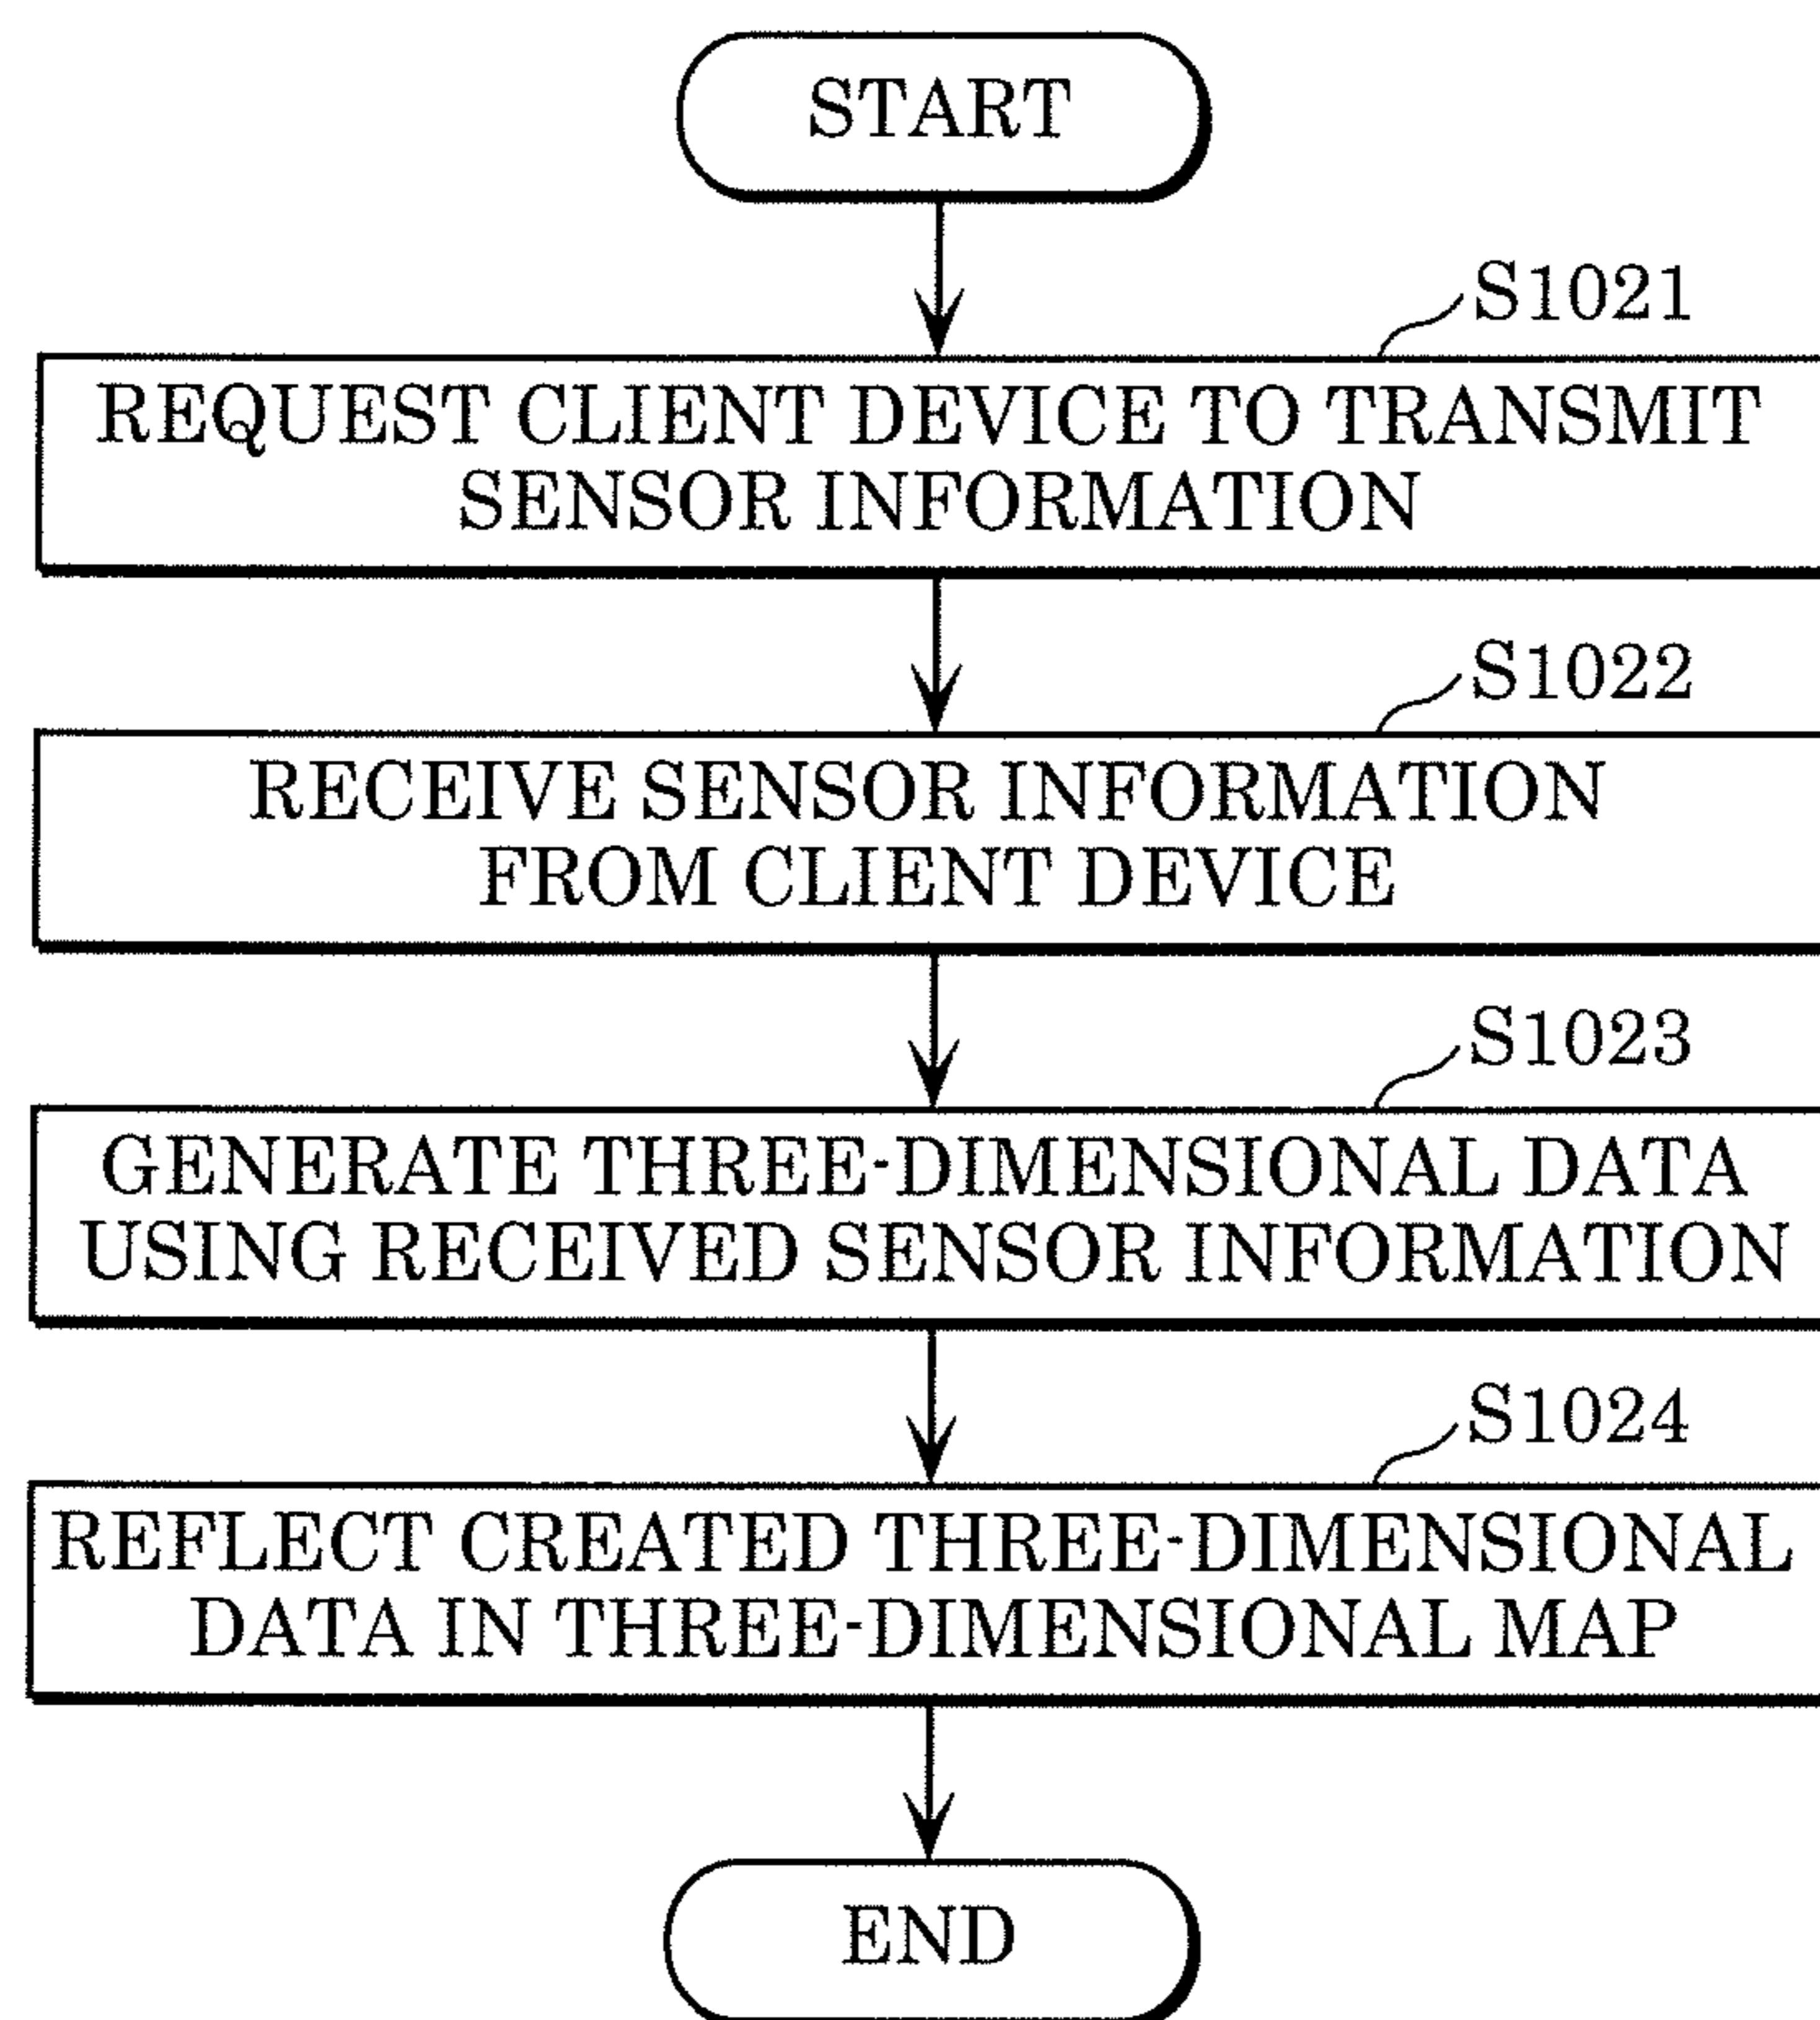 START
S1021
REQUEST CLIENT DEVICE TO TRANSMIT
SENSOR INFORMATION
S1022
RECEIVE SENSOR INFORMATION
FROM CLIENT DEVICE
S1023
GENERATE THREE-DIMENSIONAL DATA
USING RECEIVED SENSOR INFORMATION
S1024
REFLECT CREATED THREE-DIMENSIONAL
DATA IN THREE-DIMENSIONAL MAP
END